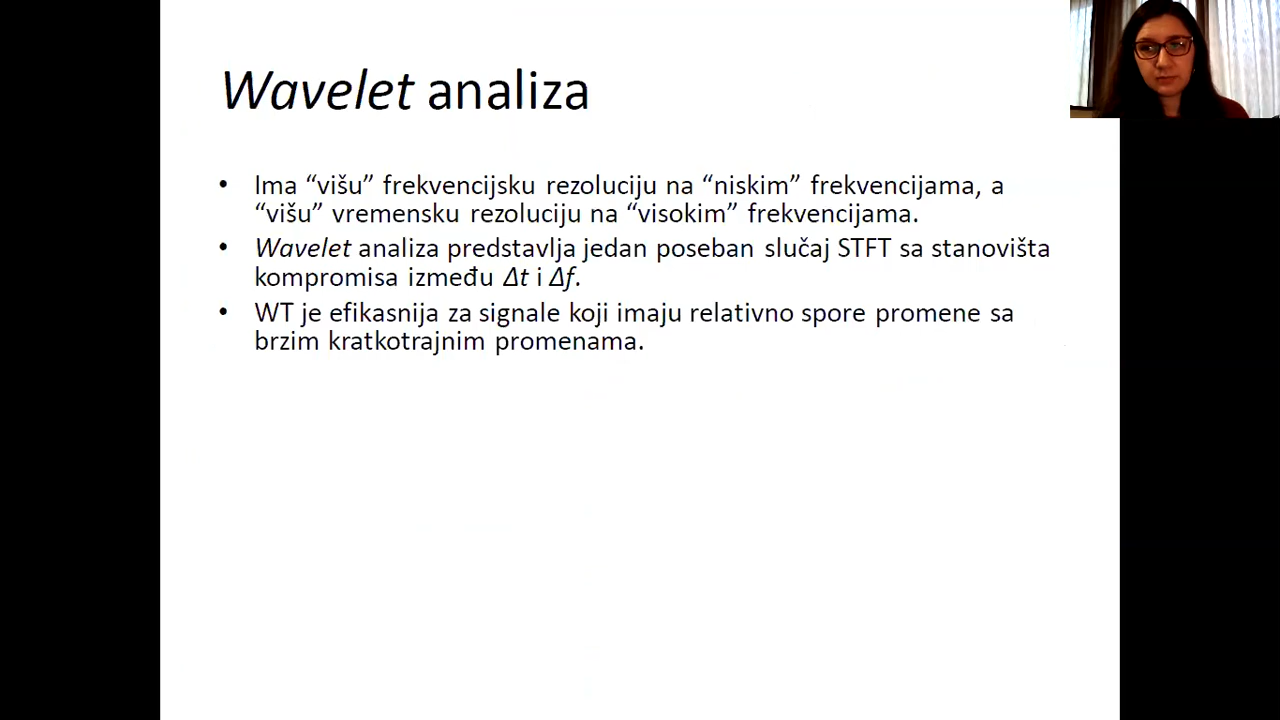 Wavelet analiza
• Ima “višu” frekvencijsku rezoluciju na “niskim” frekvencijama, a
“višu” vremensku rezoluciju na “visokim” frekvencijama.
• Wavelet analiza predstavlja jedan poseban slučaj STFT sa stanovišta
kompromisa između Δt i Δf.
• WT je efikasnija za signale koji imaju relativno spore promene sa
brzim kratkotrajnim promenama.